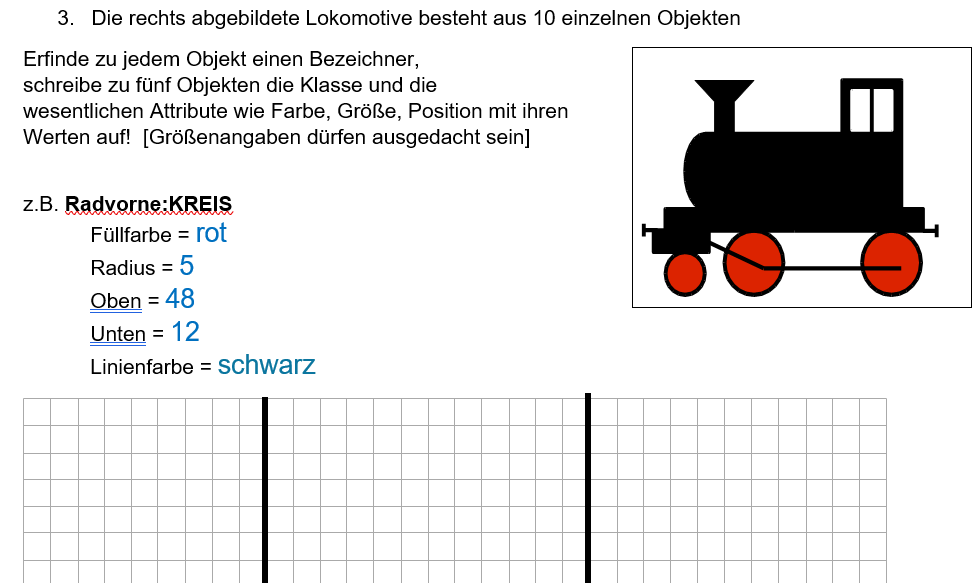 3. Die rechts abgebildete Lokomotive besteht aus 10 einzelnen Objekten
Erfinde zu jedem Objekt einen Bezeichner,
schreibe zu fünf Objekten die Klasse und die
wesentlichen Attribute wie Farbe, Größe, Position mit ihren
Werten auf! [Größenangaben dürfen ausgedacht sein]
z.B. Radvorne:KREIS
Füllfarbe = rot
Radius = 5
Oben = 48
Unten = 12
Linienfarbe = schwarz